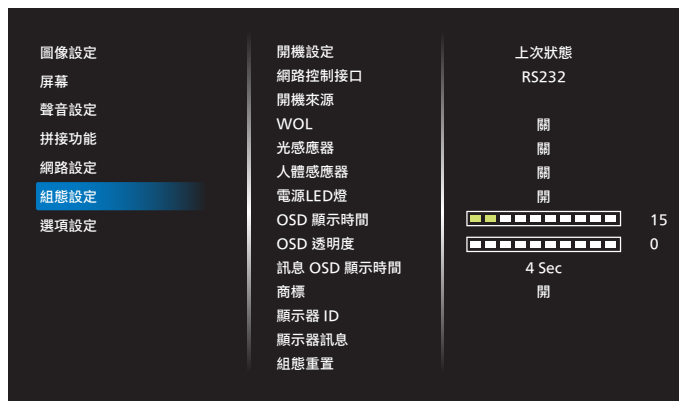 圖像設定
屏幕
聲音設定
拼接功能
網路設定
組態設定
選項設定
開機設定 上次狀態
網路控制接口 RS232
開機來源
WOL 關
光感應器 關
人體感應器 關
電源LED燈 開
OSD 顯示時間 15
OSD 透明度 0
訊息 OSD 顯示時間 4 Sec
商標 開
顯示器 ID
顯示器訊息
組態重置